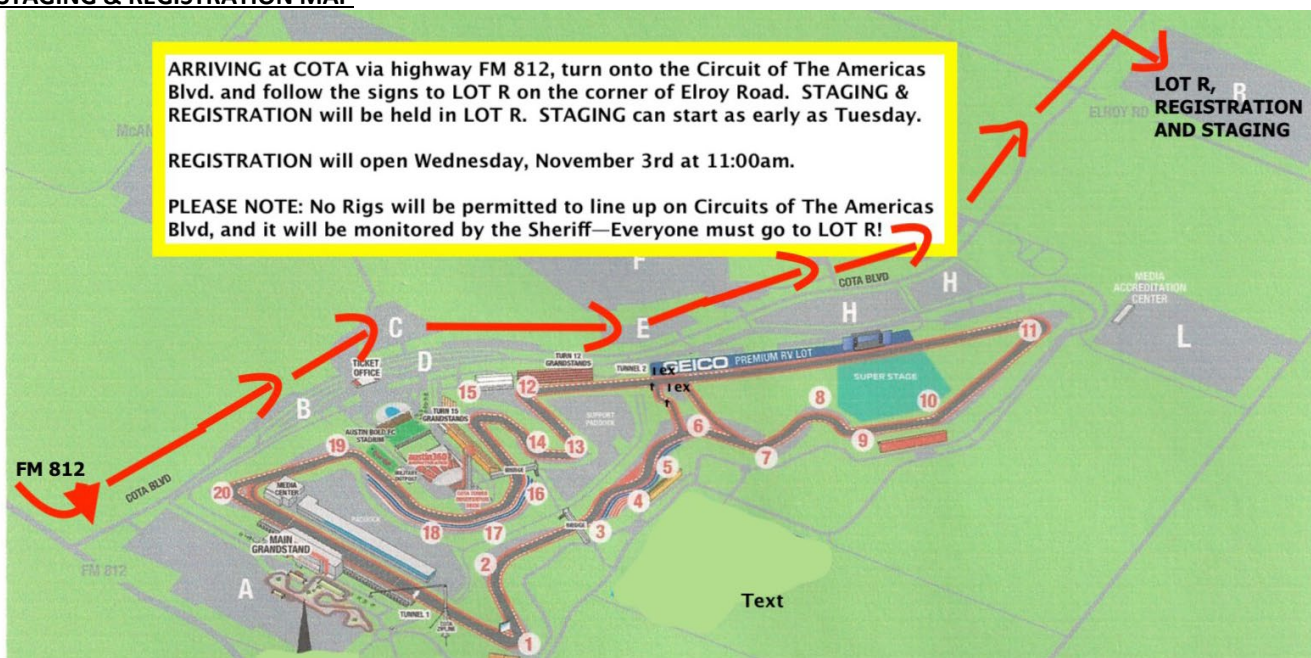 STAGING & REGISTRATION MAP
ARRIVING at COTA via highway FM 812, turn onto the Circuit of The Americas
Blvd. and follow the signs to LOT R on the corner of Elroy Road. STAGING &
REGISTRATION will be held in LOT R. STAGING can start as early as Tuesday.
REGISTRATION will open Wednesday, November 3rd at 11:00am.
PLEASE NOTE: No Rigs will be permitted to line up on Circuits of The Americas
Blvd, and it will be monitored by the Sheriff—Everyone must go to LOT R!
LOT R,
REGISTRATION
AND STAGING
R
ELROY RD
F
COTA BLVD
H
H
MEDIA
ACCREDITATION
CENTER
L
C
D
E
B
TICKET
OFFICE
TURN 12
GRANDSTANDS
TUNNEL 2
GEICO PREMIUM RV LOT
11
SUPER STAGE
15
12
TURN 15
GRANDSTANDS
SUPPORT
PADDOCK
AUSTIN BOLD FC
STADIUM
austin360
14
13
8
10
9
6
7
19
5
4
BRIDGE
16
FM 812
COTA BLVD
20
MEDIA
CENTER
PADDOCK
18
17
BRIDGE
3
2
MAIN
GRANDSTAND
FM 812
A
TUNNEL 1
COTA
ZIPLINE
1
Text